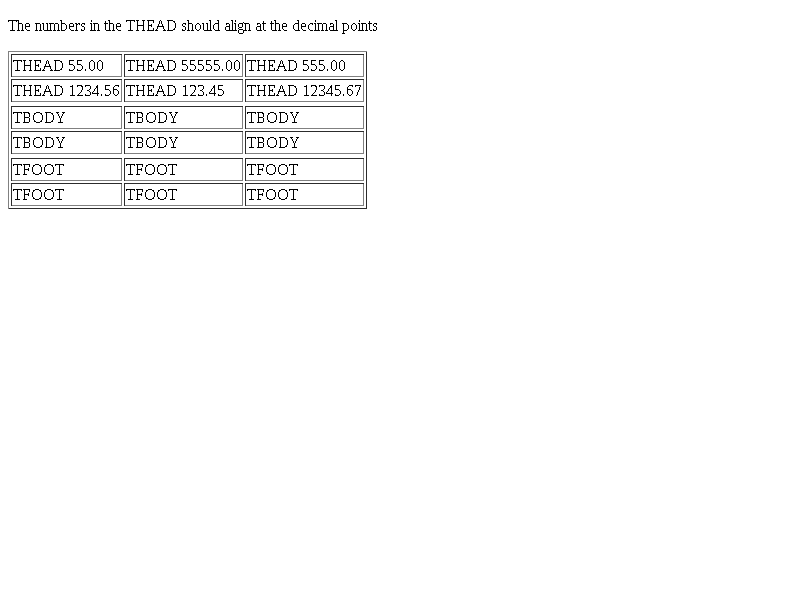 The numbers in the THEAD should align at the decimal points
THEAD 55.00 THEAD 55555.00 THEAD 555.00
THEAD 1234.56 THEAD 123.45 THEAD 12345.67
TBODY TBODY TBODY
TBODY TBODY TBODY
TFOOT TFOOT TFOOT
TFOOT TFOOT TFOOT